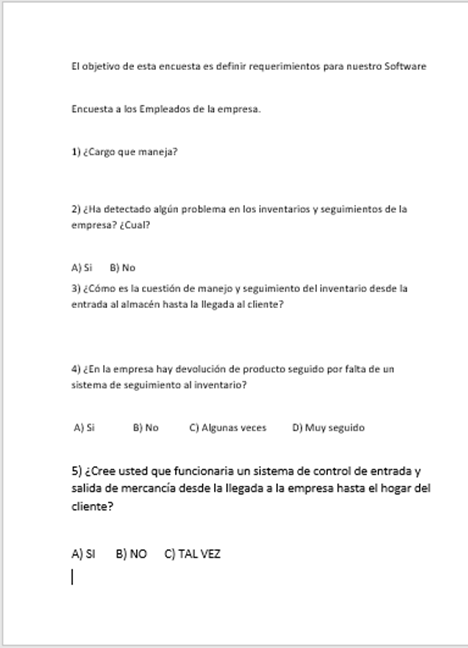 El objetivo de esta encuesta es definir requerimientos para nuestro Software
Encuesta a los Empleados de la empresa.
1) ¿Cargo que maneja?
2) ¿Ha detectado algún problema en los inventarios y seguimientos de la
empresa? ¿Cual?
A) Si B) No
3) ¿Cómo es la cuestión de manejo y seguimiento del inventario desde la
entrada al almacén hasta la llegada al cliente?
4) ¿En la empresa hay devolución de producto seguido por falta de un
sistema de seguimiento al inventario?
A) Si B) No C) Algunas veces D) Muy seguido
5) ¿Cree usted que funcionaria un sistema de control de entrada y
salida de mercancía desde la llegada a la empresa hasta el hogar del
cliente?
A) SI B) NO C) TAL VEZ